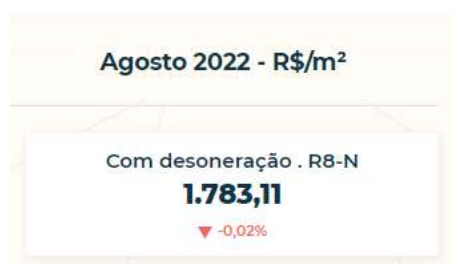 Agosto 2022 - R$/m²
Com desoneração . R8-N
1.783,11
▼ -0,02%